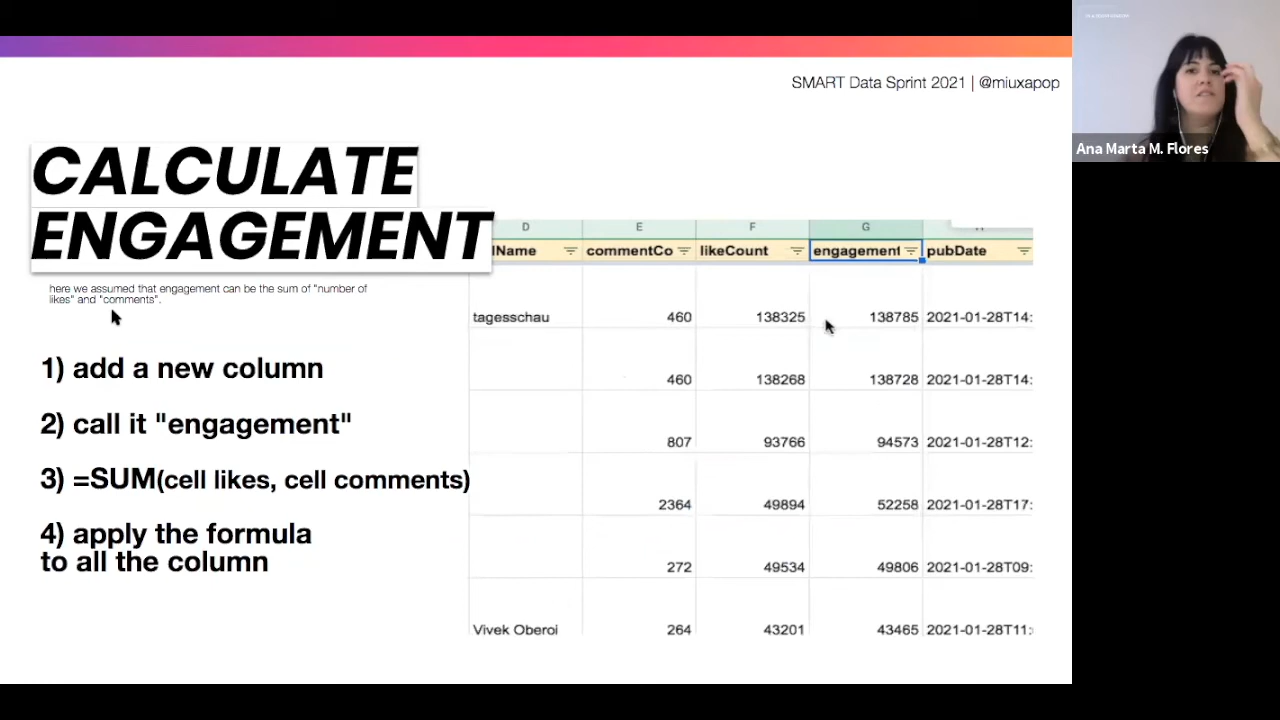 SMART Data Sprint 2021 | @miuxapop
Ana Marta M. Flores
CALCULATE
ENGAGEMENT
here we assumed that engagement can be the sum of "number of
likes" and "comments".
1) add a new column
2) call it "engagement"
3) =SUM(cell likes, cell comments)
4) apply the formula
to all the column
D E F G
lName commentCo likeCount engagement pubDate
tagesschau 460 138325 138785 2021-01-28T14:
460 138268 138728 2021-01-28T14:
807 93766 94573 2021-01-28T12:
2364 49894 52258 2021-01-28T17:
272 49534 49806 2021-01-28T09:
Vivek Oberoi 264 43201 43465 2021-01-28T11: